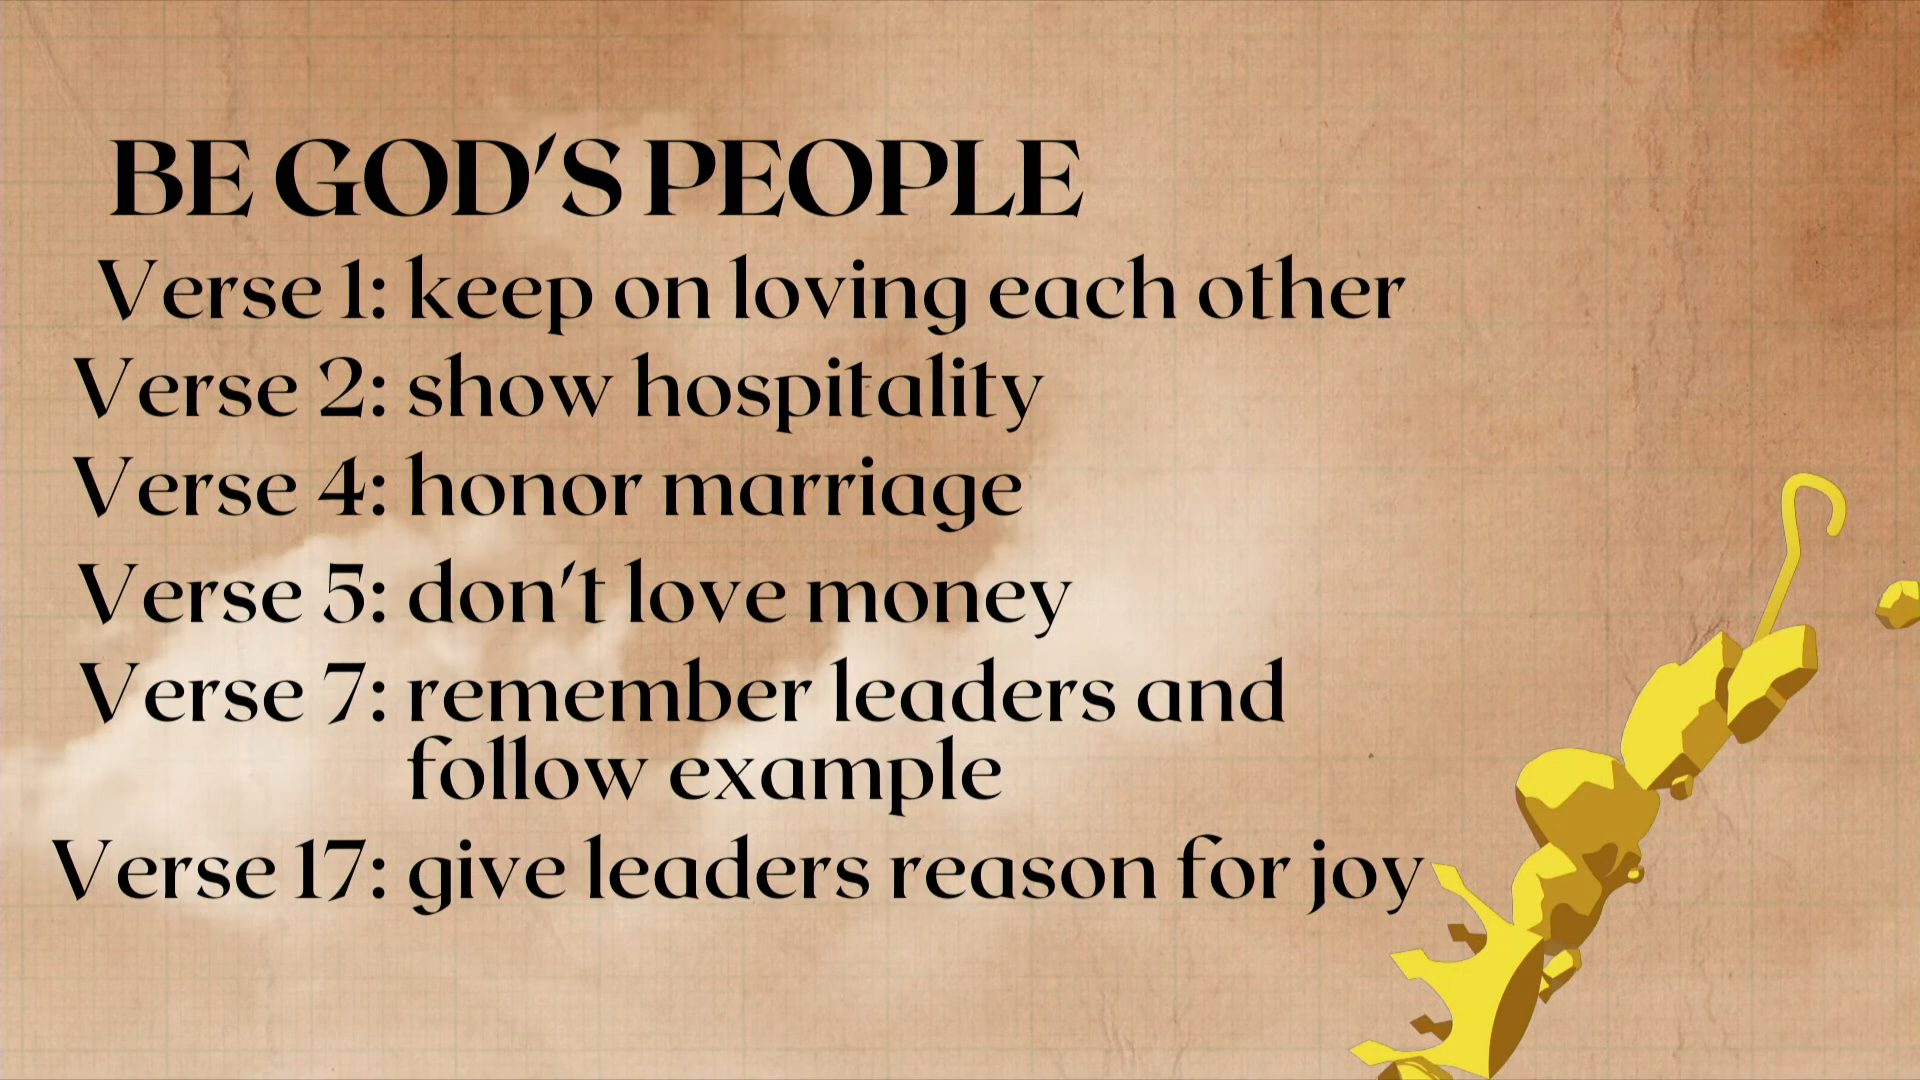 BE GOD'S PEOPLE
Verse 1: keep on loving each other
Verse 2: show hospitality
Verse 4: honor marriage
Verse 5: don't love money
Verse 7: remember leaders and
follow example
Verse 17: give leaders reason for joy